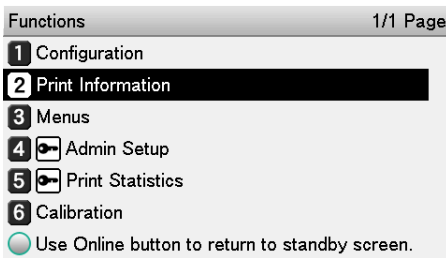 Functions 1/1 Page
1 Configuration
2 Print Information
3 Menus
4 Admin Setup
5 Print Statistics
6 Calibration
Use Online button to return to standby screen.